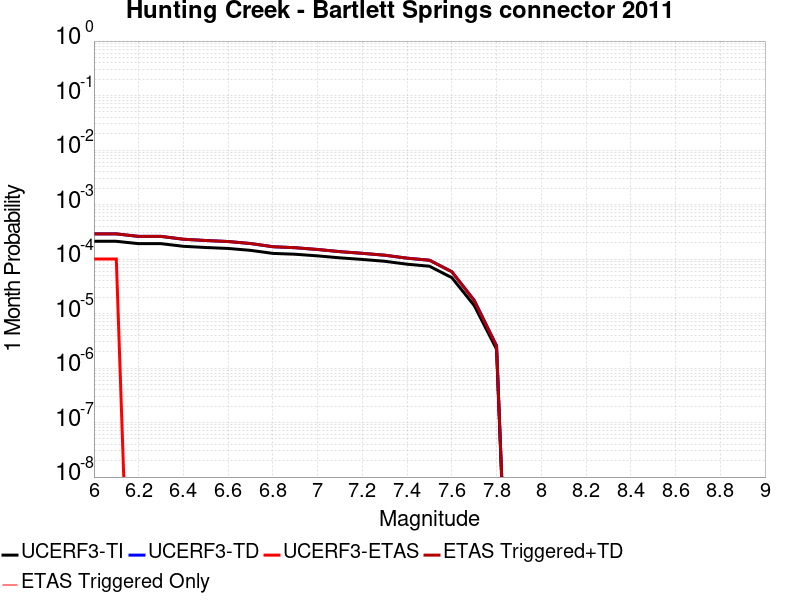 Hunting Creek - Bartlett Springs connector 2011
10^0
10^-1
10^-2
10^-3
10^-4
10^-5
10^-6
10^-7
10^-8
1 Month Probability
6 6.2 6.4 6.6 6.8 7 7.2 7.4 7.6 7.8 8 8.2 8.4 8.6 8.8 9
Magnitude
UCERF3-TI UCERF3-TD UCERF3-ETAS ETAS Triggered+TD
ETAS Triggered Only